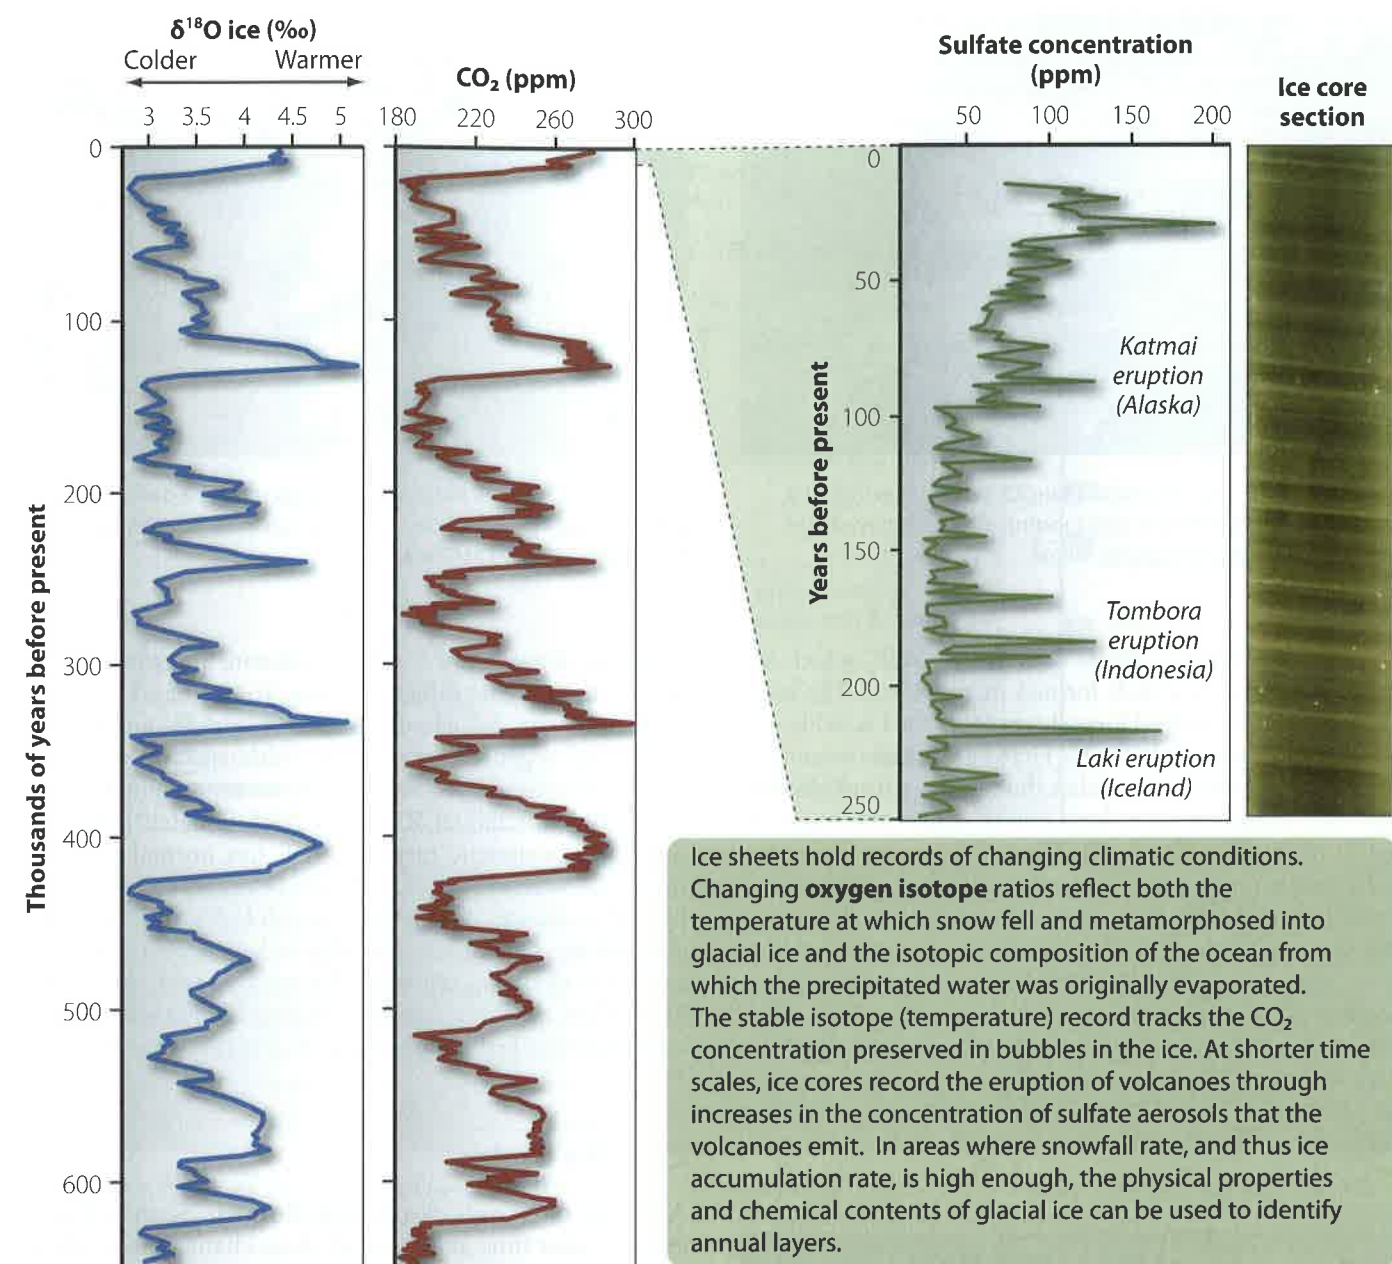 δ¹⁸O ice (‰)
Colder Warmer
3 3.5 4 4.5 5
CO₂ (ppm)
180 220 260 300
Sulfate concentration
(ppm)
50 100 150 200
Ice core
section
Thousands of years before present
0
100
200
300
400
500
600
Years before present
0
50
100
150
200
250
Katmai
eruption
(Alaska)
Tombora
eruption
(Indonesia)
Laki eruption
(Iceland)
Ice sheets hold records of changing climatic conditions.
Changing oxygen isotope ratios reflect both the
temperature at which snow fell and metamorphosed into
glacial ice and the isotopic composition of the ocean from
which the precipitated water was originally evaporated.
The stable isotope (temperature) record tracks the CO₂
concentration preserved in bubbles in the ice. At shorter time
scales, ice cores record the eruption of volcanoes through
increases in the concentration of sulfate aerosols that the
volcanoes emit. In areas where snowfall rate, and thus ice
accumulation rate, is high enough, the physical properties
and chemical contents of glacial ice can be used to identify
annual layers.